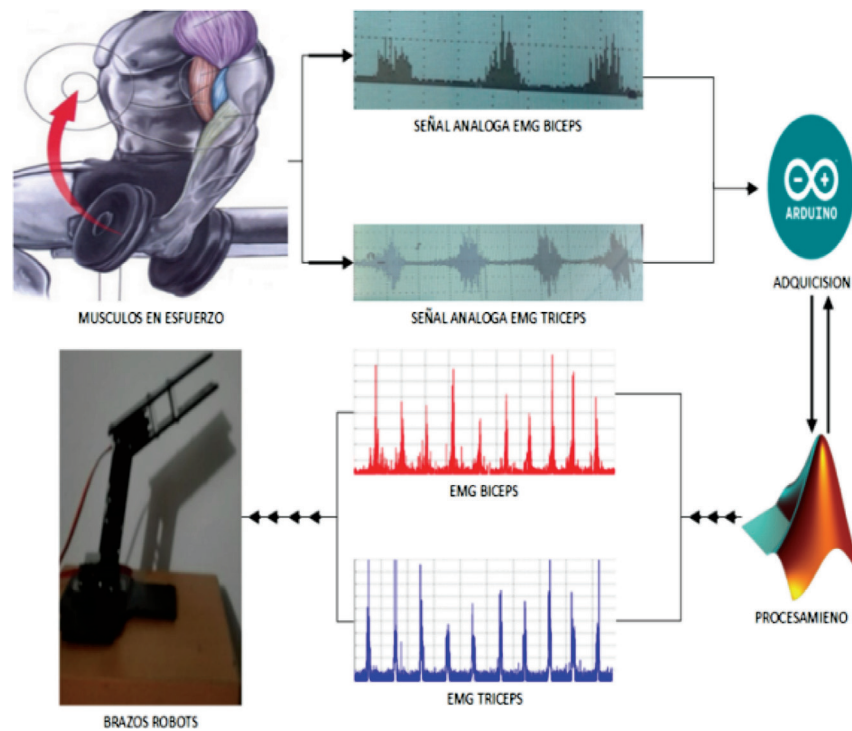 SEÑAL ANALOGA EMG BICEPS
ARDUINO
ADQUICISION
MUSCULOS EN ESFUERZO
SEÑAL ANALOGA EMG TRICEPS
EMG BICEPS
PROCESAMIENO
EMG TRICEPS
BRAZOS ROBOTS